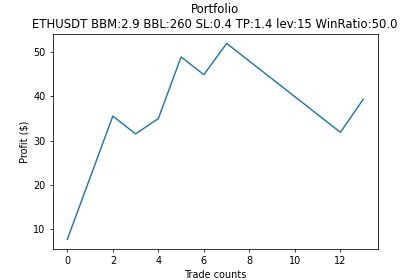 Portfolio
ETHUSDT BBM:2.9 BBL:260 SL:0.4 TP:1.4 lev:15 WinRatio:50.0
50
40
30
20
10
Profit ($)
0 2 4 6 8 10 12
Trade counts